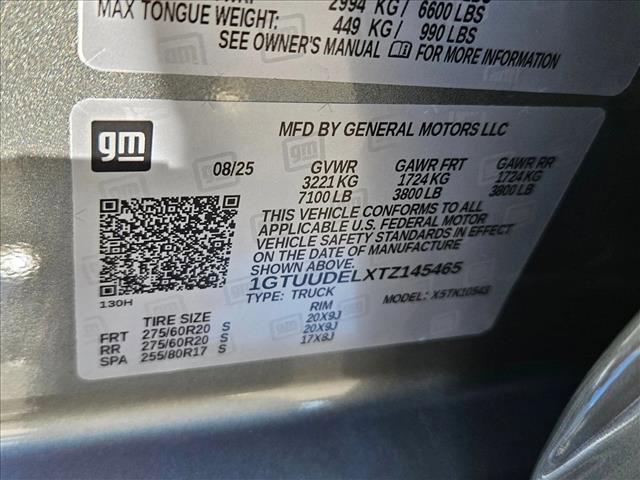 2994 KG/ 6600 LBS
MAX TONGUE WEIGHT: 449 KG/ 990 LBS
SEE OWNER'S MANUAL FOR MORE INFORMATION
gm
MFD BY GENERAL MOTORS LLC
08/25 GVWR GAWR FRT GAWR RR
3221 KG 1724 KG 1724 KG
7100 LB 3800 LB 3800 LB
THIS VEHICLE CONFORMS TO ALL
APPLICABLE U.S. FEDERAL MOTOR
VEHICLE SAFETY STANDARDS IN EFFECT
ON THE DATE OF MANUFACTURE
SHOWN ABOVE
1GTUUDELXTZ145465
130H
TYPE: TRUCK MODEL: X5TK10543
TIRE SIZE RIM
FRT 275/60R20 S 20X9J
RR 275/60R20 S 20X9J
SPA 255/80R17 S 17X8J